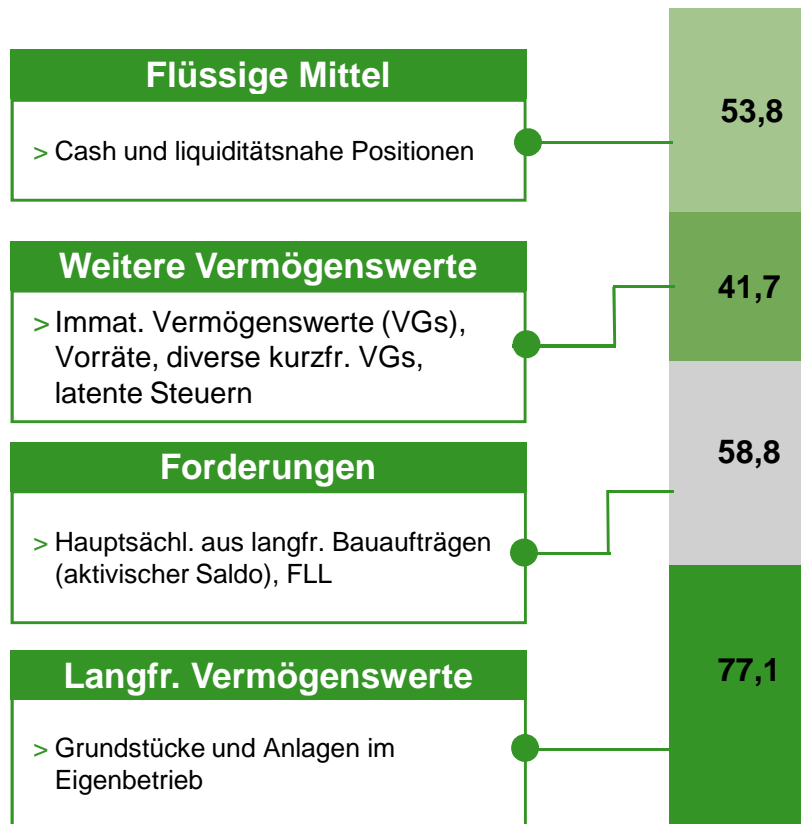 Flüssige Mittel
> Cash und liquiditätsnahe Positionen
53,8
Weitere Vermögenswerte
> Immat. Vermögenswerte (VGs),
Vorräte, diverse kurzfr. VGs,
latente Steuern
41,7
Forderungen
> Hauptsächl. aus langfr. Bauaufträgen
(aktivischer Saldo), FLL
58,8
Langfr. Vermögenswerte
> Grundstücke und Anlagen im
Eigenbetrieb
77,1